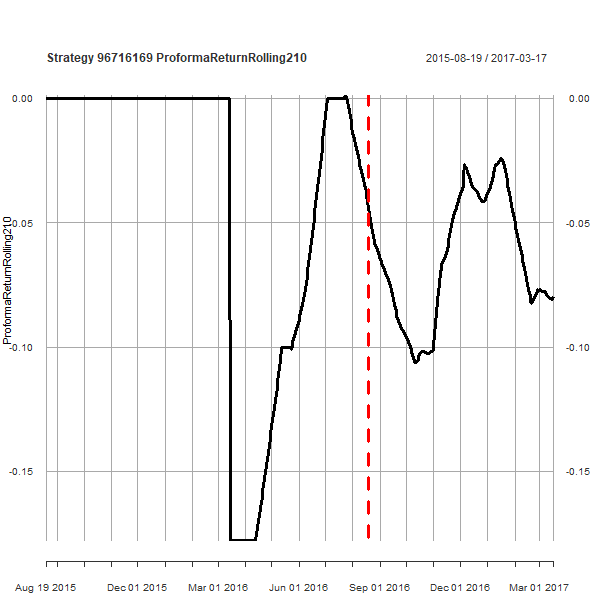 Strategy 96716169 ProformaReturnRolling210
2015-08-19 / 2017-03-17
0.00
0.00
-0.05
-0.05
-0.10
-0.10
-0.15
-0.15
ProformaReturnRolling210
Aug 19 2015
Dec 01 2015
Mar 01 2016
Jun 01 2016
Sep 01 2016
Dec 01 2016
Mar 01 2017